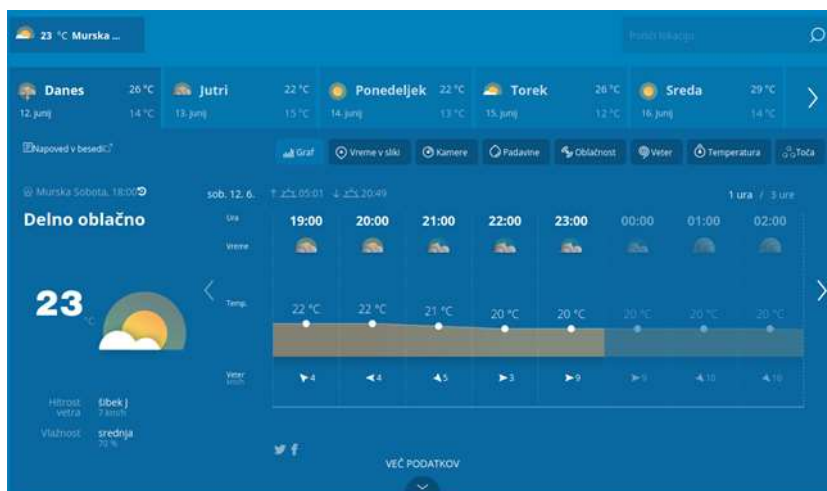 23 °C Murska ...
Poišči lokacijo
Danes 26 °C
12. junij 14 °C
Jutri 22 °C
13. junij 15 °C
Ponedeljek 22 °C
14. junij 13 °C
Torek 26 °C
15. junij 12 °C
Sreda 29 °C
16. junij 14 °C
Napoved v besedi
Graf
Vreme v sliki
Kamere
Padavine
Oblačnost
Veter
Temperatura
Toča
Murska Sobota, 18:00
Delno oblačno
23 °C
Hitrost vetra šibek J
7 km/h
Vlažnost srednja
70 %
sob. 12. 6. 05:01 20:49
1 ura / 3 ure
Ura 19:00 20:00 21:00 22:00 23:00 00:00 01:00 02:00
Vreme
Temp. 22 °C 22 °C 21 °C 20 °C 20 °C 20 °C 20 °C 20 °C
Veter km/h 4 4 5 3 9 9 10 10
VEČ PODATKOV